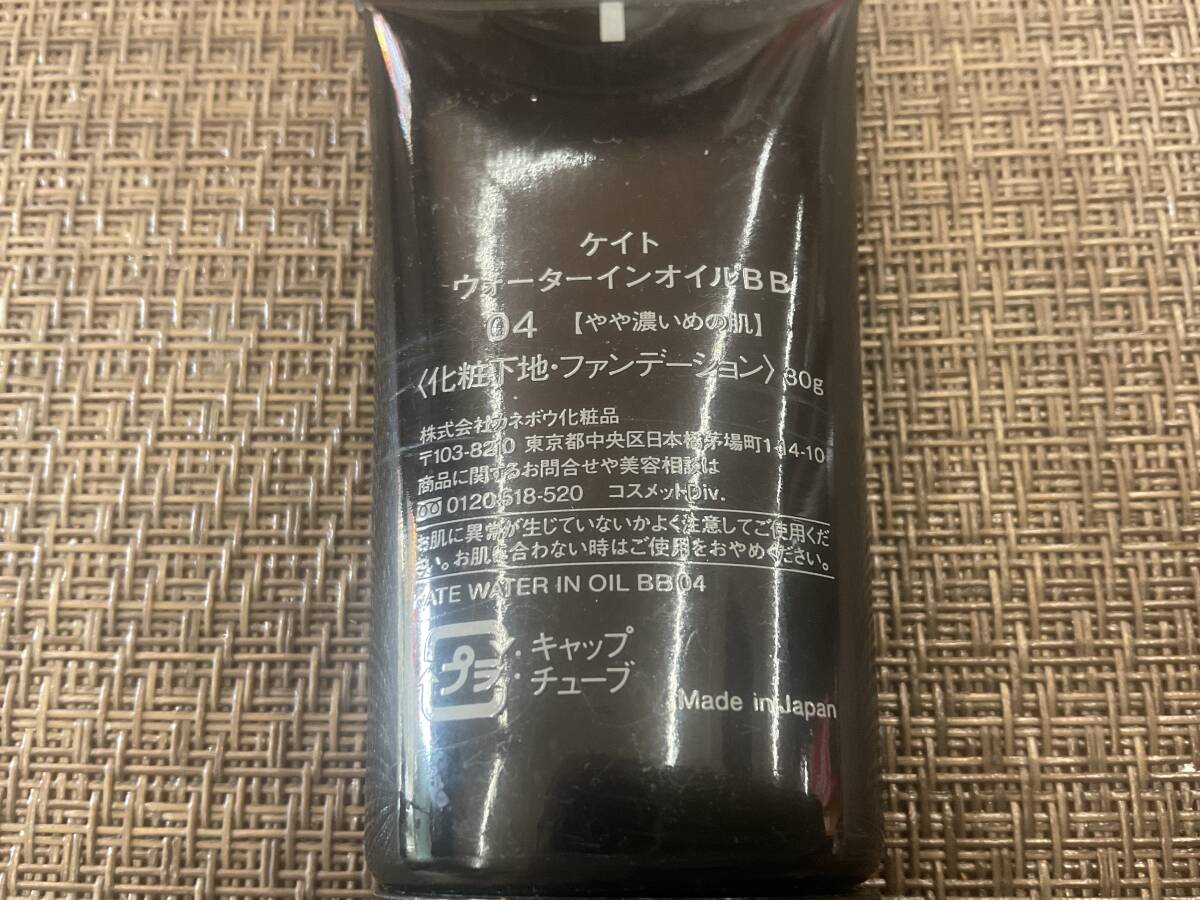 ケイト
ウォーターインオイルBB
04 【やや濃いめの肌】
〈化粧下地・ファンデーション〉 30g
株式会社カネボウ化粧品
〒103-8210 東京都中央区日本橋茅場町1-14-10
商品に関するお問合せや美容相談は
0120-518-520 コスメットDiv.
お肌に異常が生じていないかよく注意してご使用くだ
さい。お肌に合わない時はご使用をおやめください。
KATE WATER IN OIL BB 04
プラ ・キャップ
・チューブ
Made in Japan